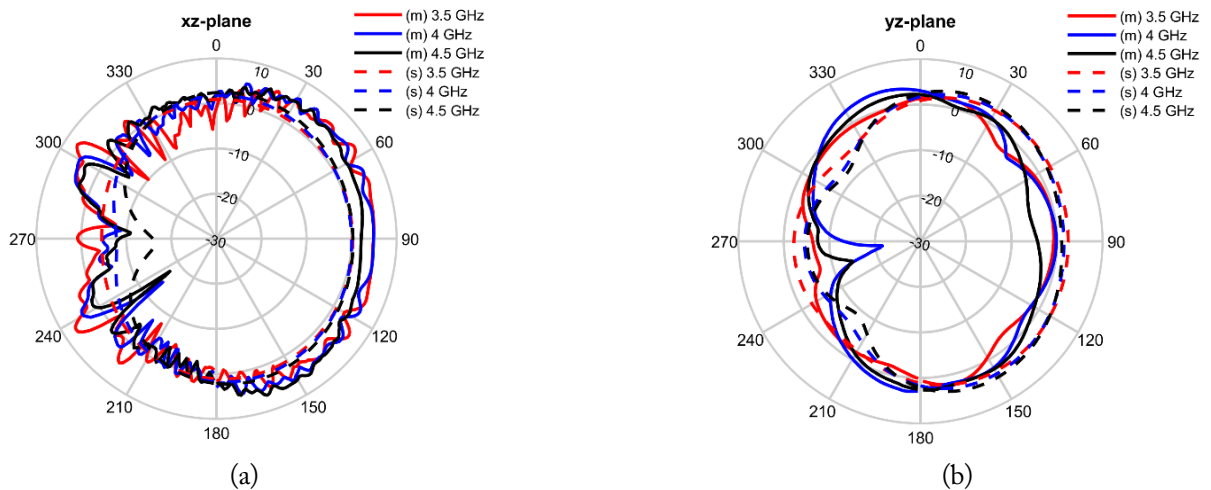 xz-plane
(m) 3.5 GHz
(m) 4 GHz
(m) 4.5 GHz
(s) 3.5 GHz
(s) 4 GHz
(s) 4.5 GHz
0
30
60
90
120
150
180
210
240
270
300
330
10
0
-10
-20
-30
(a)
yz-plane
(m) 3.5 GHz
(m) 4 GHz
(m) 4.5 GHz
(s) 3.5 GHz
(s) 4 GHz
(s) 4.5 GHz
0
30
60
90
120
150
180
210
240
270
300
330
10
0
-10
-20
-30
(b)